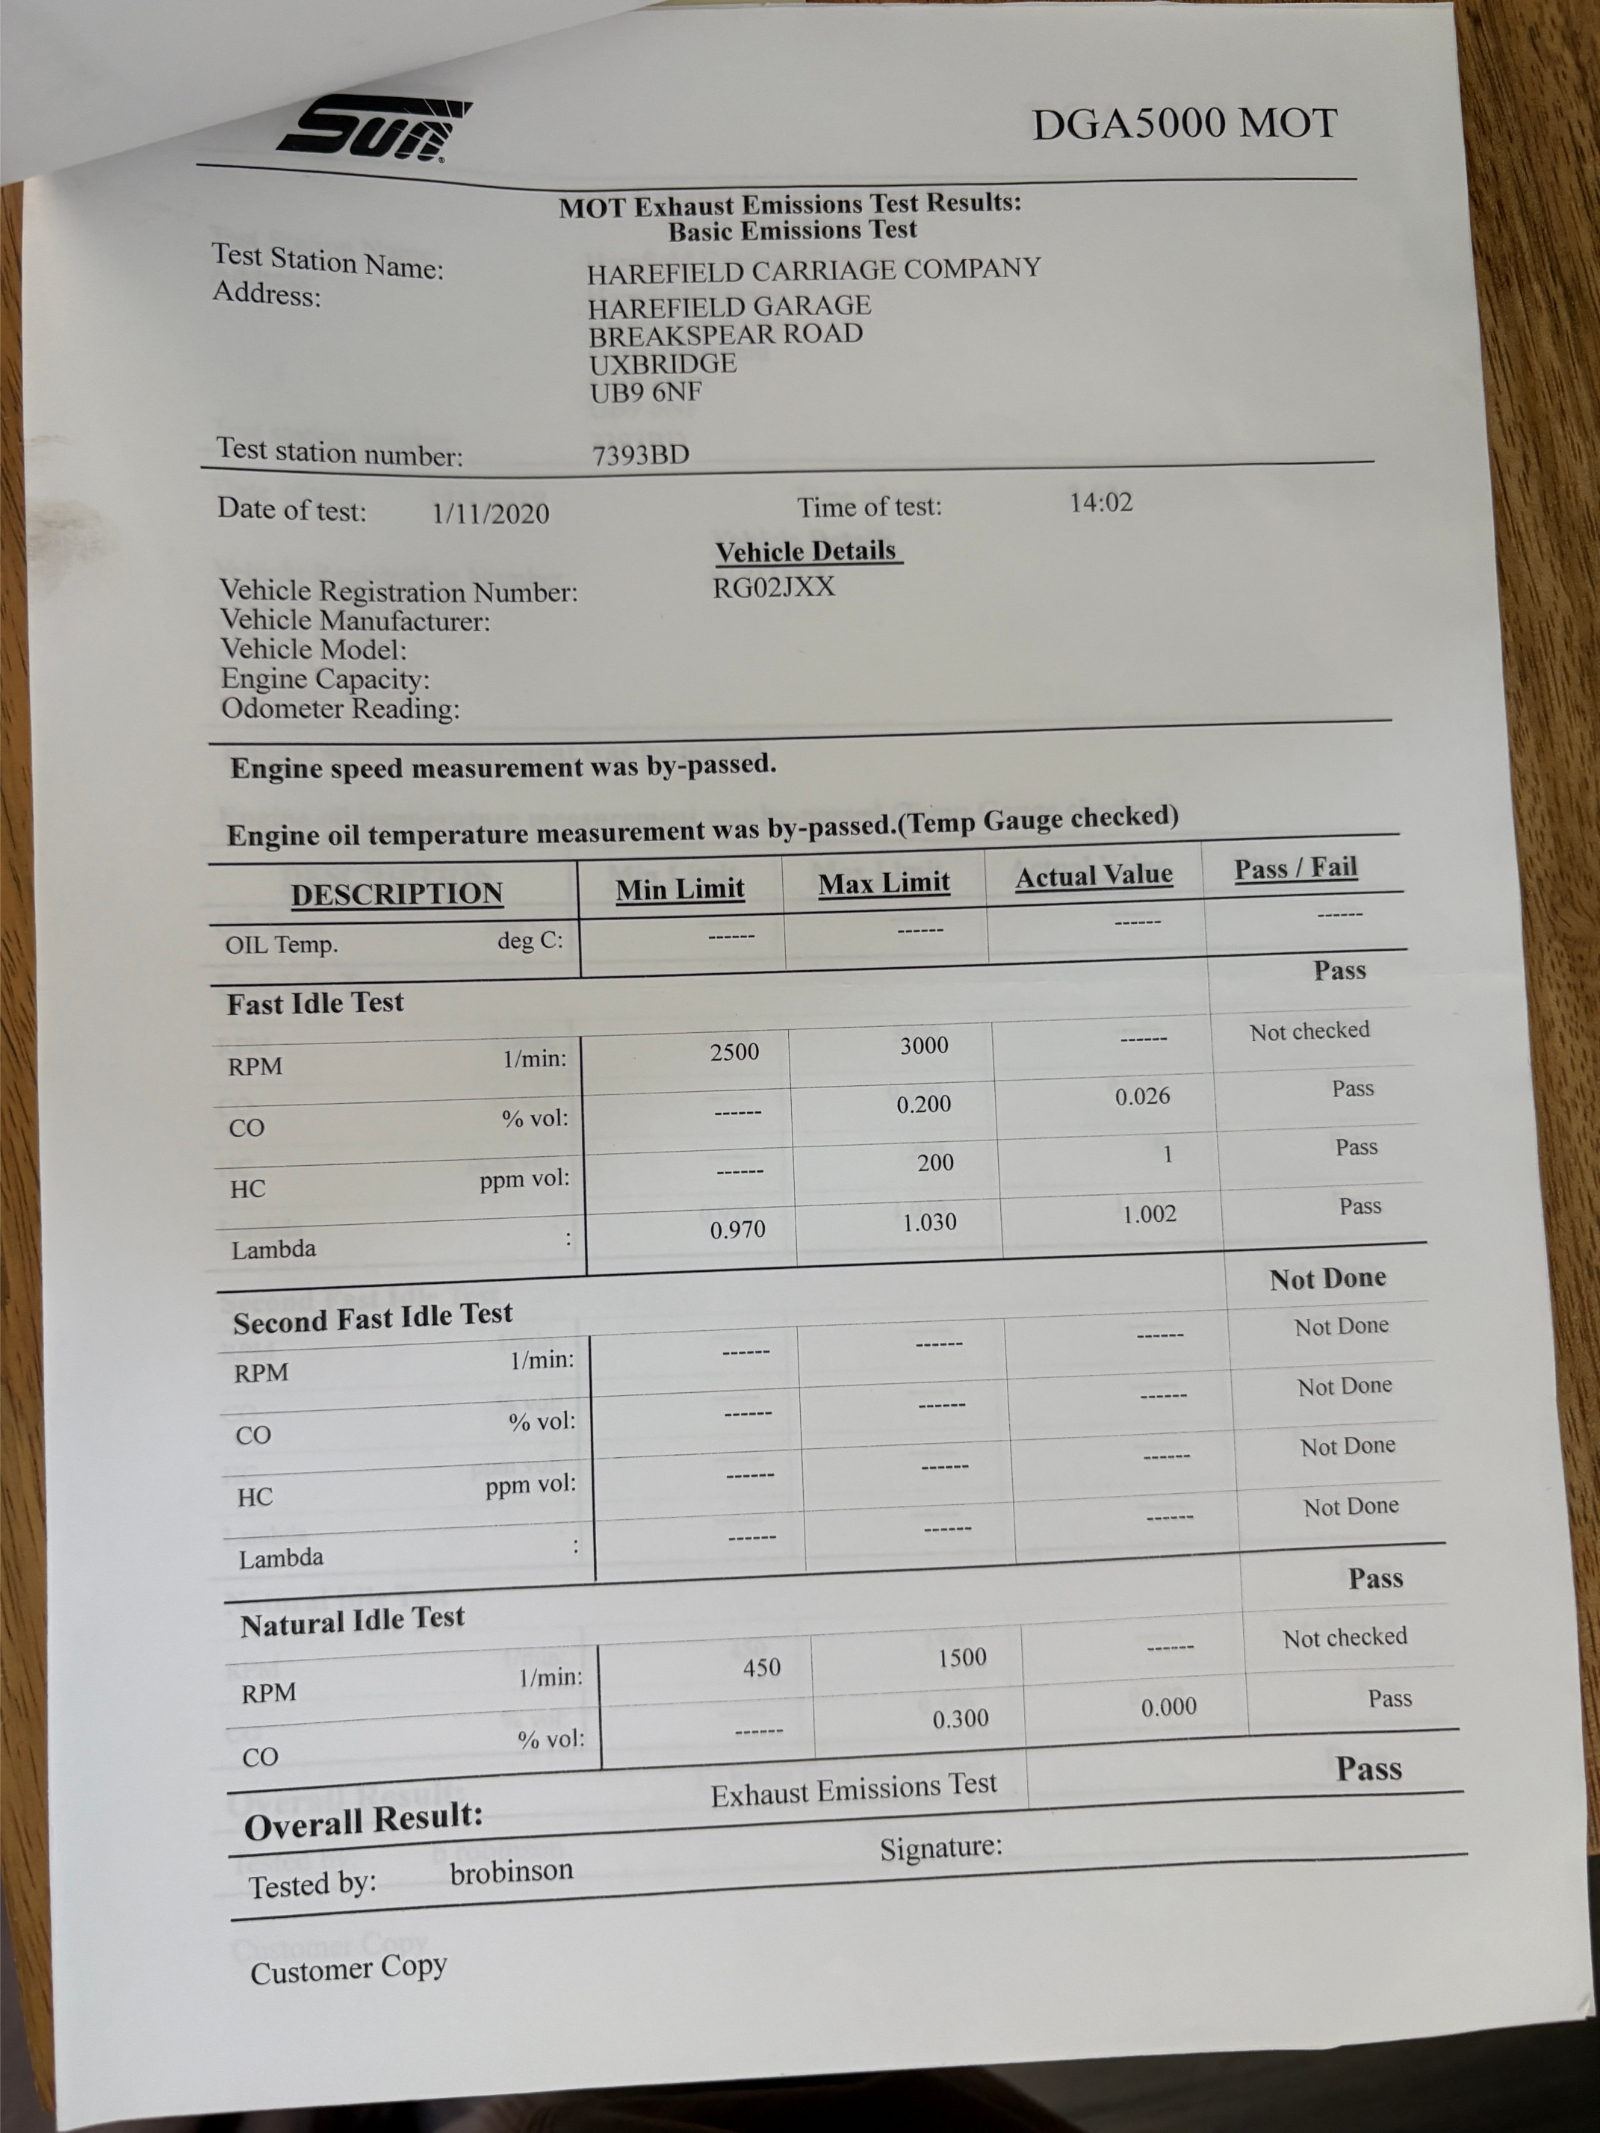 Sun
DGA5000 MOT
MOT Exhaust Emissions Test Results:
Basic Emissions Test
Test Station Name: HAREFIELD CARRIAGE COMPANY
Address: HAREFIELD GARAGE
BREAKSPEAR ROAD
UXBRIDGE
UB9 6NF
Test station number: 7393BD
Date of test: 1/11/2020 Time of test: 14:02
Vehicle Details
Vehicle Registration Number: RG02JXX
Vehicle Manufacturer:
Vehicle Model:
Engine Capacity:
Odometer Reading:
Engine speed measurement was by-passed.
Engine oil temperature measurement was by-passed.(Temp Gauge checked)
DESCRIPTION Min Limit Max Limit Actual Value Pass / Fail
OIL Temp. deg C: ------ ------ ------ ------
Fast Idle Test Pass
RPM 1/min: 2500 3000 ------ Not checked
CO % vol: ------ 0.200 0.026 Pass
HC ppm vol: ------ 200 1 Pass
Lambda : 0.970 1.030 1.002 Pass
Second Fast Idle Test Not Done
RPM 1/min: ------ ------ ------ Not Done
CO % vol: ------ ------ ------ Not Done
HC ppm vol: ------ ------ ------ Not Done
Lambda : ------ ------ ------ Not Done
Natural Idle Test Pass
RPM 1/min: 450 1500 ------ Not checked
CO % vol: ------ 0.300 0.000 Pass
Overall Result: Exhaust Emissions Test Pass
Tested by: brobinson Signature:
Customer Copy